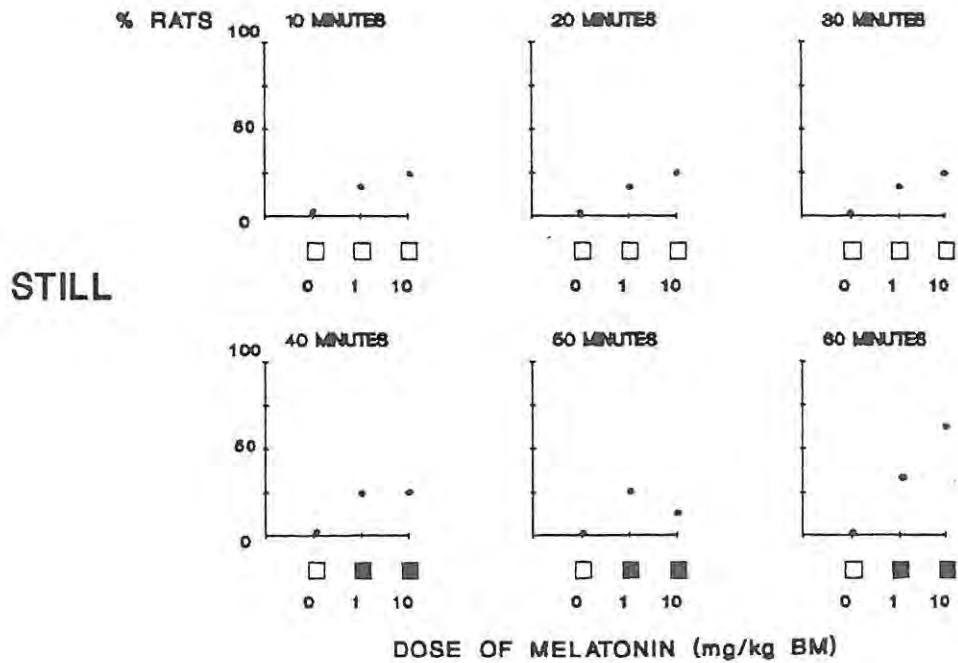 % RATS 10 MINUTES 20 MINUTES 30 MINUTES
100
50
0
0 1 10 0 1 10 0 1 10
STILL
40 MINUTES 50 MINUTES 60 MINUTES
100
50
0
0 1 10 0 1 10 0 1 10
DOSE OF MELATONIN (mg/kg BM)